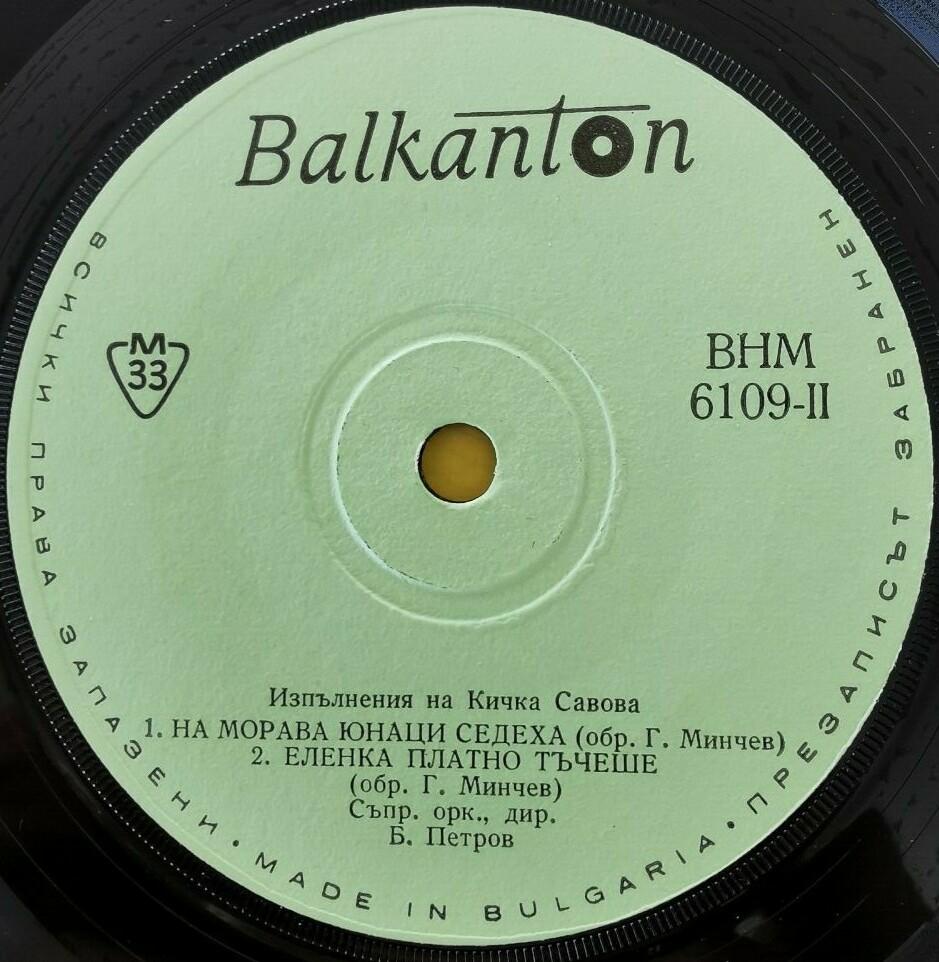 Balkanton
M
33
ВНМ
6109-II
Изпълнения на Кичка Савова
1. НА МОРАВА ЮНАЦИ СЕДЕХА (обр. Г. Минчев)
2. ЕЛЕНКА ПЛАТНО ТЪЧЕШЕ
(обр. Г. Минчев)
Съпр. орк., дир.
Б. Петров
ВСИЧКИ ПРАВА ЗАПАЗЕНИ • MADE IN BULGARIA • ПРЕЗАПИСЪТ ЗАБРАНЕН